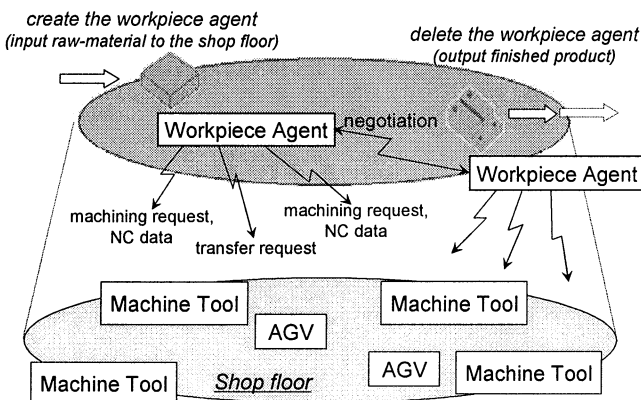 create the workpiece agent
(input raw-material to the shop floor)
delete the workpiece agent
(output finished product)
Workpiece Agent
negotiation
Workpiece Agent
machining request,
NC data
transfer request
machining request,
NC data
Machine Tool
Machine Tool
AGV
AGV
Machine Tool
Shop floor
Machine Tool